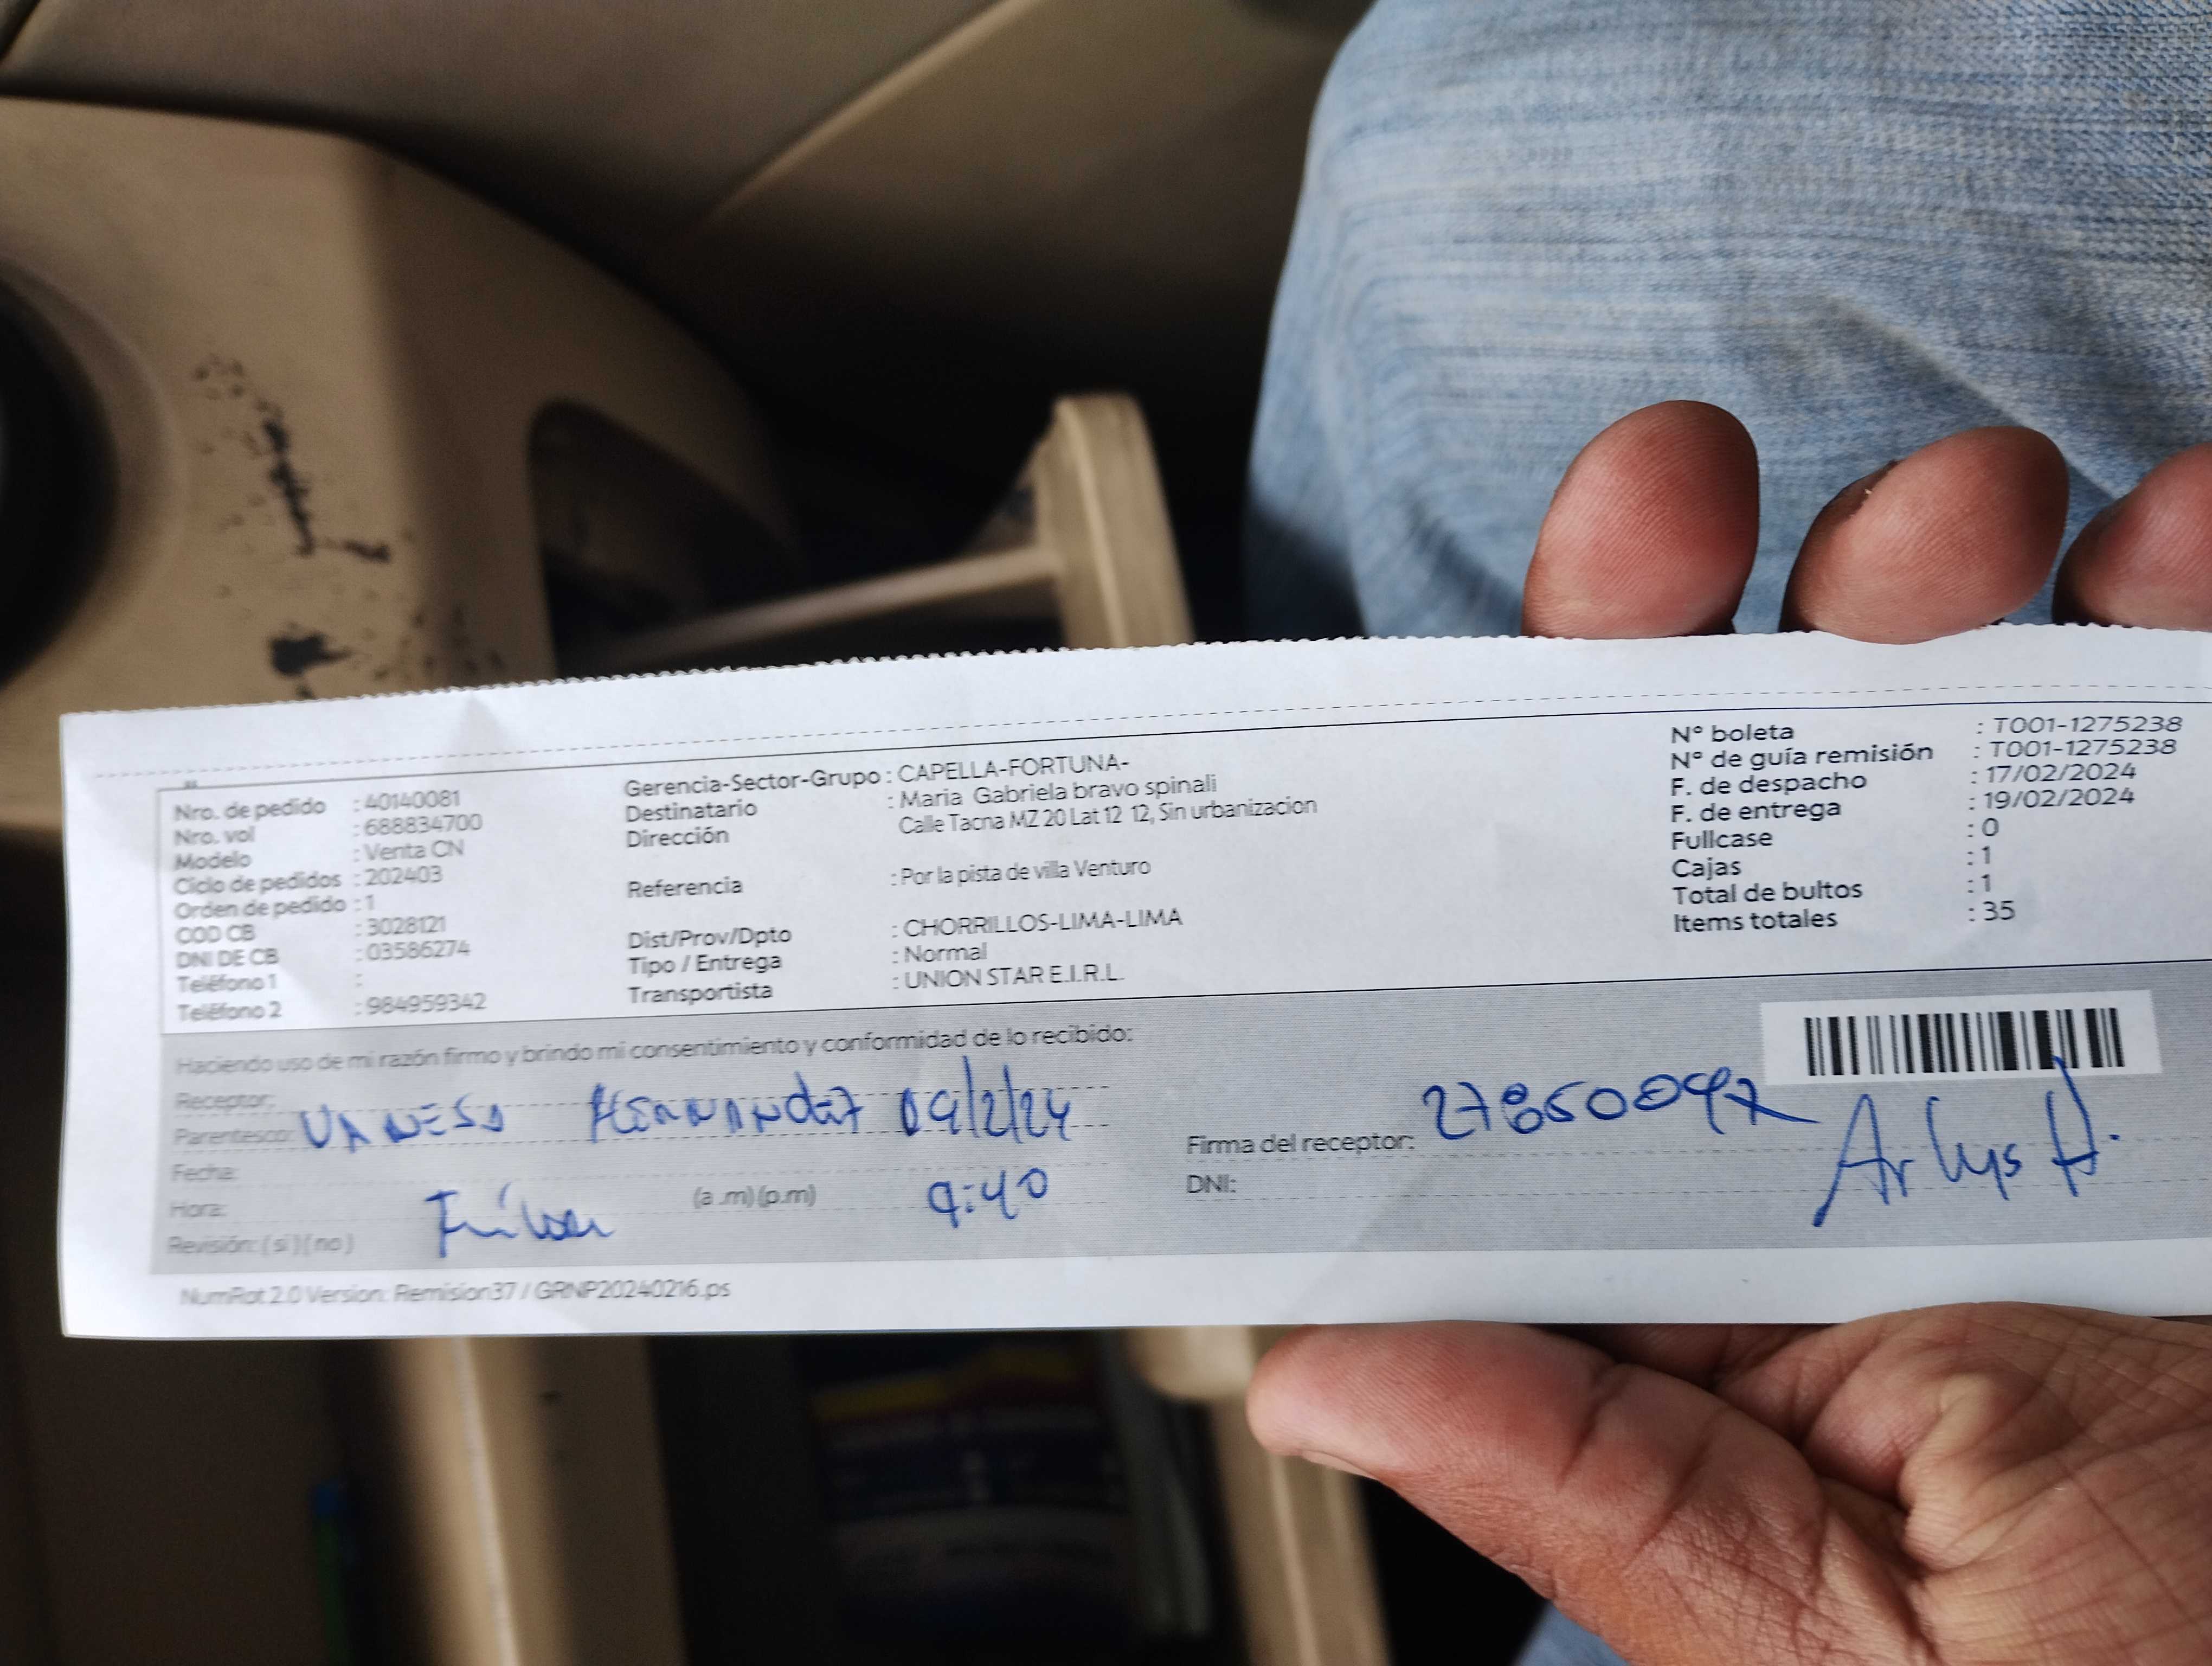 Nro. de pedido : 40140081
Nro. vol : 688834700
Modelo : Venta CN
Ciclo de pedidos : 202403
Orden de pedido : 1
COD CB : 3028121
DNI DE CB : 03586274
Teléfono 1 :
Teléfono 2 : 984959342
Gerencia-Sector-Grupo : CAPELLA-FORTUNA-
Destinatario : Maria Gabriela bravo spinali
Dirección Calle Tacna MZ 20 Lat 12 12, Sin urbanizacion
Referencia : Por la pista de villa Venturo
Dist/Prov/Dpto : CHORRILLOS-LIMA-LIMA
Tipo / Entrega : Normal
Transportista : UNION STAR E.I.R.L.
N° boleta : T001-1275238
N° de guía remisión : T001-1275238
F. de despacho : 17/02/2024
F. de entrega : 19/02/2024
Fullcase : 0
Cajas : 1
Total de bultos : 1
Items totales : 35
Haciendo uso de mi razón firmo y brindo mi consentimiento y conformidad de lo recibido:
Receptor:
Parentesco: VANESA HERNANdEZ
Fecha:
Hora: (a .m) (p.m) 9:40
Revisión: ( si ) ( no )
Firma del receptor:
DNI:
Arlys H.
NumRot 2.0 Version: Remision37 / GRNP20240216.ps